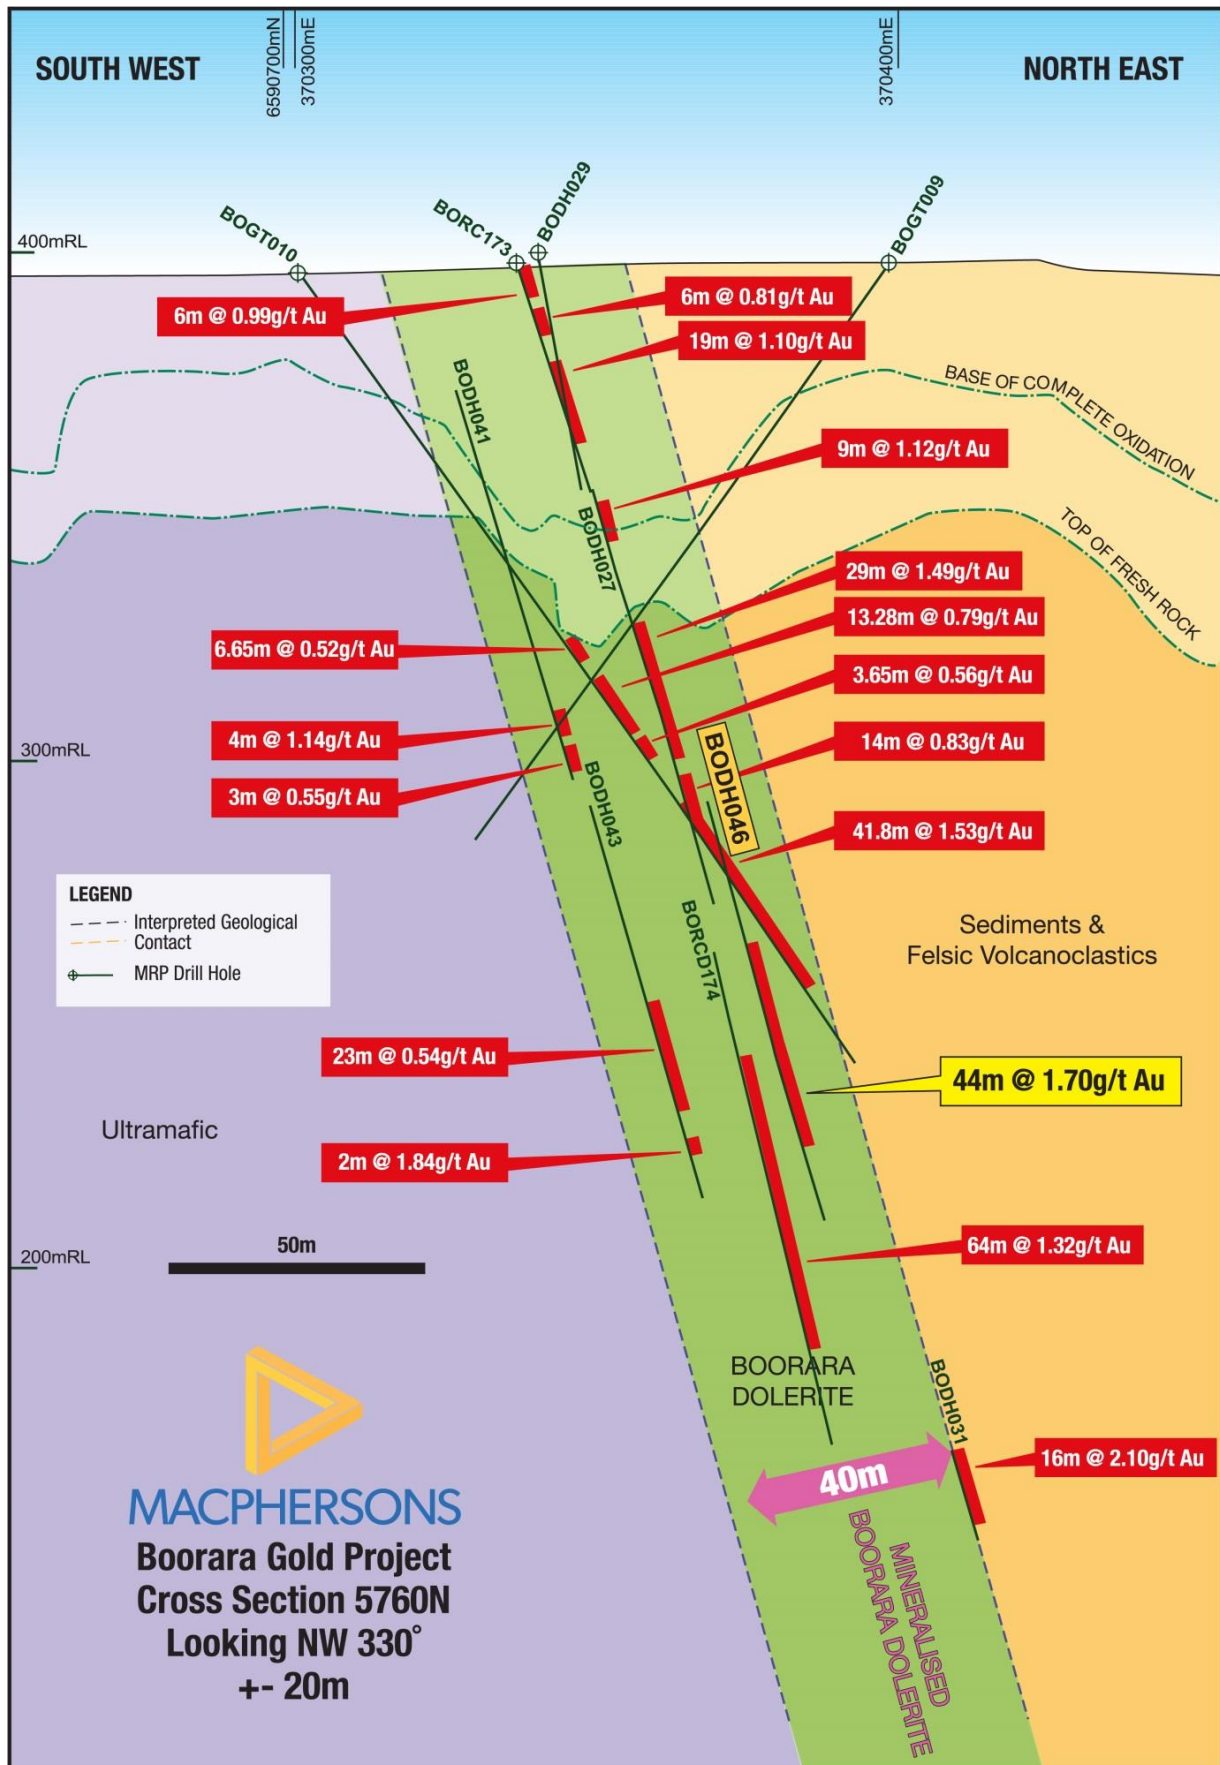 6590700mN
370300mE
370400mE
SOUTH WEST
NORTH EAST
BOGT010
BORC173
BODH029
BOGT009
400mRL
6m @ 0.99g/t Au
6m @ 0.81g/t Au
19m @ 1.10g/t Au
BODH041
BASE OF COMPLETE OXIDATION
9m @ 1.12g/t Au
BODH027
TOP OF FRESH ROCK
29m @ 1.49g/t Au
13.28m @ 0.79g/t Au
6.65m @ 0.52g/t Au
3.65m @ 0.56g/t Au
4m @ 1.14g/t Au
14m @ 0.83g/t Au
300mRL
BODH046
3m @ 0.55g/t Au
BODH043
41.8m @ 1.53g/t Au
LEGEND
Interpreted Geological
Contact
MRP Drill Hole
BORCD174
Sediments &
Felsic Volcanoclastics
23m @ 0.54g/t Au
44m @ 1.70g/t Au
Ultramafic
2m @ 1.84g/t Au
50m
200mRL
64m @ 1.32g/t Au
BOORARA
DOLERITE
BODH031
16m @ 2.10g/t Au
40m
MINERALISED
BOORARA DOLERITE
MACPHERSONS
Boorara Gold Project
Cross Section 5760N
Looking NW 330°
+- 20m